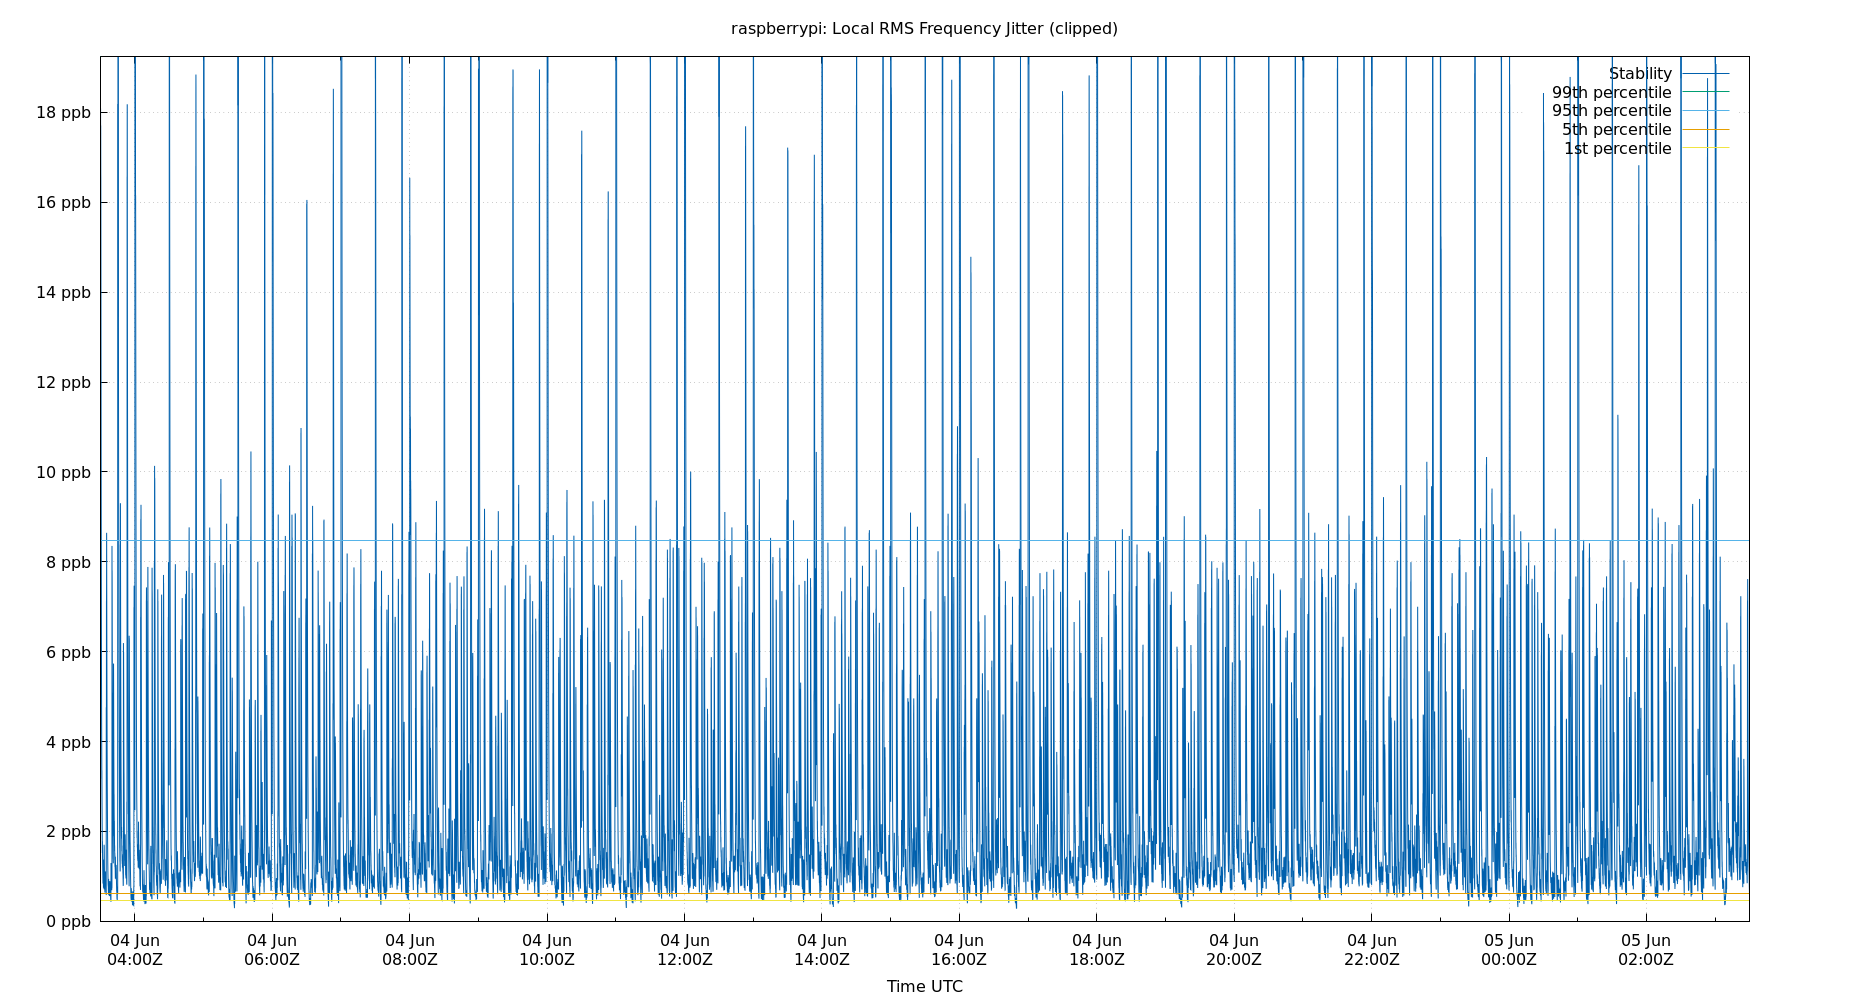 raspberrypi: Local RMS Frequency Jitter (clipped)
Stability
99th percentile
95th percentile
5th percentile
1st percentile
18 ppb
16 ppb
14 ppb
12 ppb
10 ppb
8 ppb
6 ppb
4 ppb
2 ppb
0 ppb
04 Jun 04 Jun 04 Jun 04 Jun 04 Jun 04 Jun 04 Jun 04 Jun 04 Jun 04 Jun 05 Jun 05 Jun
04:00Z 06:00Z 08:00Z 10:00Z 12:00Z 14:00Z 16:00Z 18:00Z 20:00Z 22:00Z 00:00Z 02:00Z
Time UTC